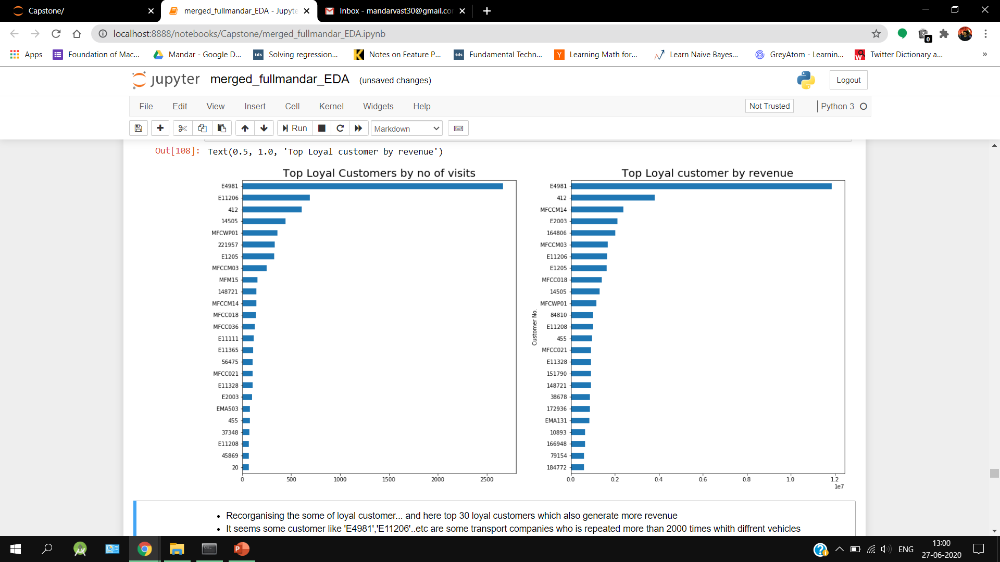 Capstone/
merged_fullmandar_EDA - Jupyte
Inbox - mandarvast30@gmail.co
localhost:8888/notebooks/Capstone/merged_fullmandar_EDA.ipynb
0
Apps
Foundation of Mac...
Mandar - Google D...
tds
Solving regression...
K
Notes on Feature P...
tds
Fundamental Techn...
Y
Learning Math for...
Learn Naive Bayes...
GreyAtom - Learnin...
W
Twitter Dictionary a...
»
jupyter
merged_fullmandar_EDA
(unsaved changes)
Logout
File
Edit
View
Insert
Cell
Kernel
Widgets
Help
Not Trusted
Python 3
Run
Markdown
Out[108]:
Text(0.5, 1.0, 'Top Loyal customer by revenue')
Top Loyal Customers by no of visits
E4981
E11206
412
14505
MFCWP01
221957
E1205
MFCCM03
MFM15
148721
MFCCM14
MFCC018
MFCC036
E11111
E11365
56475
MFCC021
E11328
E2003
EMA503
455
37348
E11208
45869
20
0
500
1000
1500
2000
2500
Top Loyal customer by revenue
Customer No.
E4981
412
MFCCM14
E2003
164806
MFCCM03
E11206
E1205
MFCC018
14505
MFCWP01
84810
E11208
455
MFCC021
E11328
151790
148721
38678
172936
EMA131
10893
166948
79154
184772
0.0
0.2
0.4
0.6
0.8
1.0
1.2
1e7
• Recorganising the some of loyal customer... and here top 30 loyal customers which also generate more revenue
• It seems some customer like 'E4981','E11206'..etc are some transport companies who is repeated more than 2000 times whith diffrent vehicles
P
ENG
13:00
27-06-2020